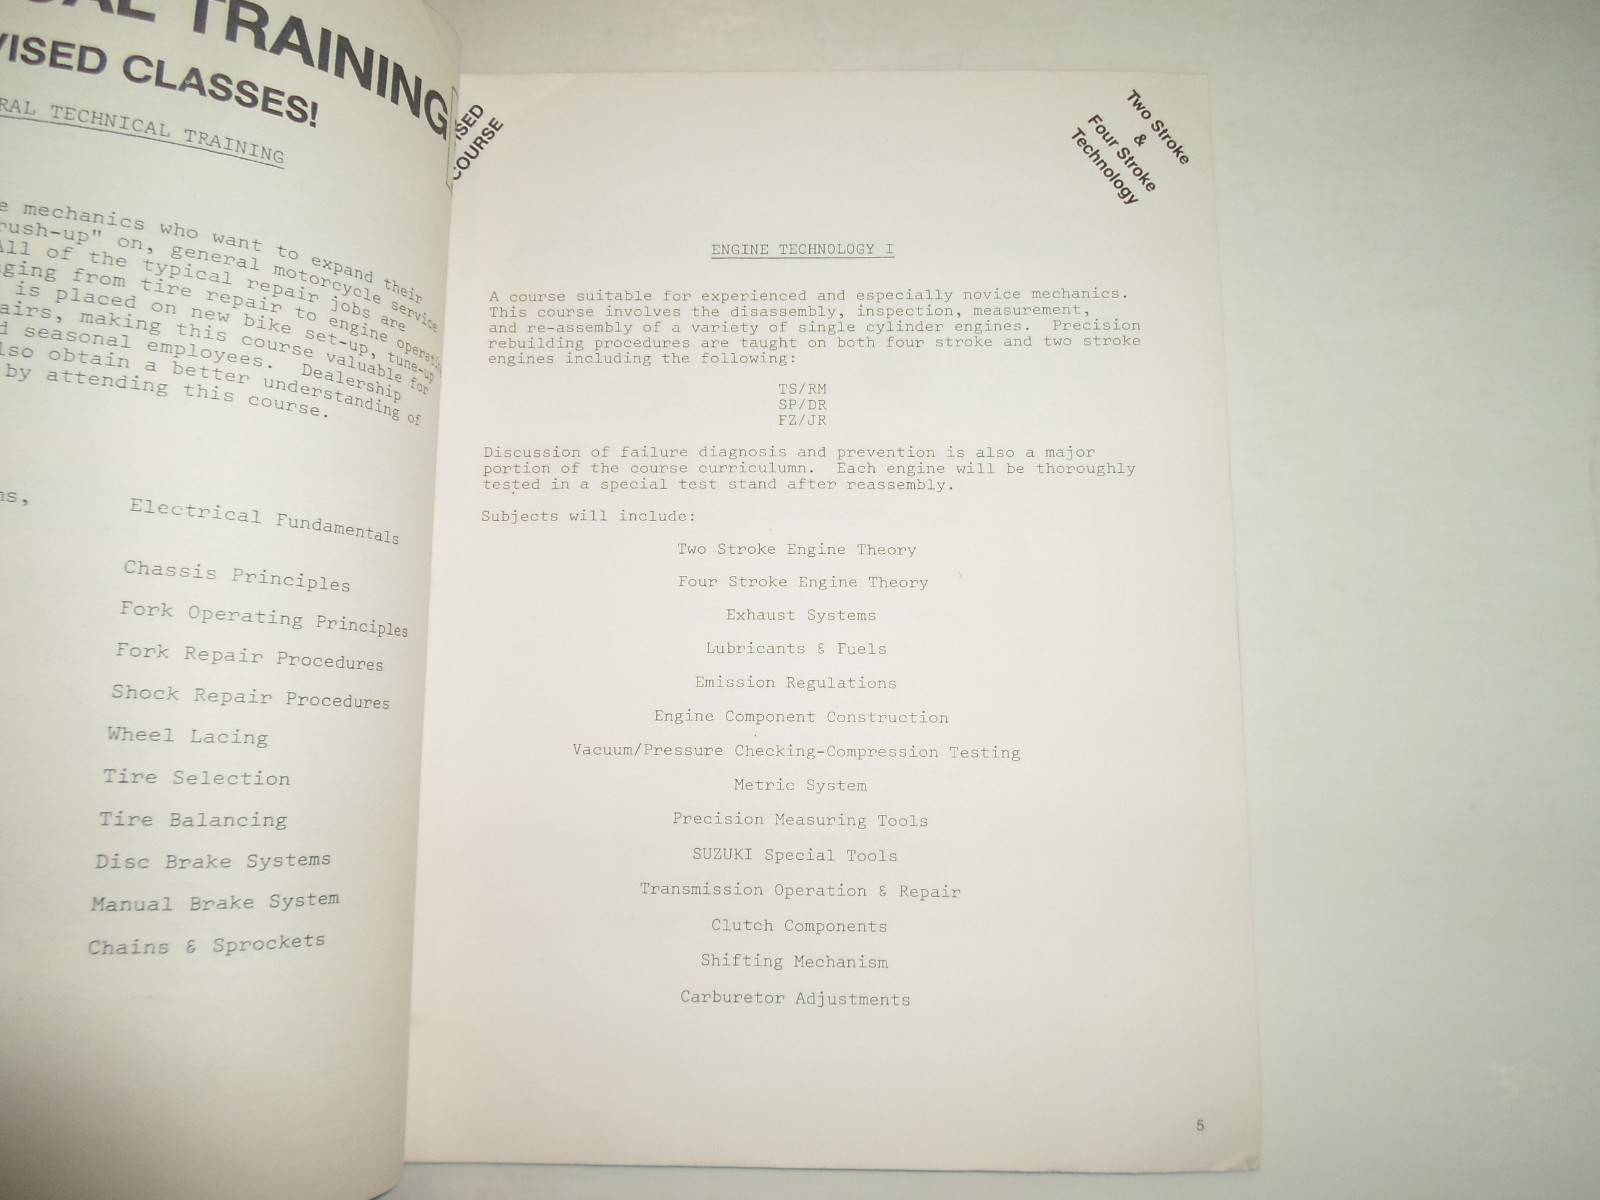 TRAINING
VISED CLASSES!
RAL TECHNICAL TRAINING
mechanics who want to expand their
rush-up" on, general motorcycle service
All of the typical repair jobs are
ging from tire repair to engine
is placed on new bike set-up, tune-up
airs, making this course valuable for
d seasonal employees. Dealership
lso obtain a better understanding of
by attending this course.
ns,
Electrical Fundamentals
Chassis Principles
Fork Operating Principles
Fork Repair Procedures
Shock Repair Procedures
Wheel Lacing
Tire Selection
Tire Balancing
Disc Brake Systems
Manual Brake System
Chains & Sprockets
ISED
COURSE
Two Stroke
&
Four Stroke
Technology
ENGINE TECHNOLOGY I
A course suitable for experienced and especially novice mechanics.
This course involves the disassembly, inspection, measurement,
and re-assembly of a variety of single cylinder engines. Precision
rebuilding procedures are taught on both four stroke and two stroke
engines including the following:
TS/RM
SP/DR
FZ/JR
Discussion of failure diagnosis and prevention is also a major
portion of the course curriculumn. Each engine will be thoroughly
tested in a special test stand after reassembly.
Subjects will include:
Two Stroke Engine Theory
Four Stroke Engine Theory
Exhaust Systems
Lubricants & Fuels
Emission Regulations
Engine Component Construction
Vacuum/Pressure Checking-Compression Testing
Metric System
Precision Measuring Tools
SUZUKI Special Tools
Transmission Operation & Repair
Clutch Components
Shifting Mechanism
Carburetor Adjustments
5